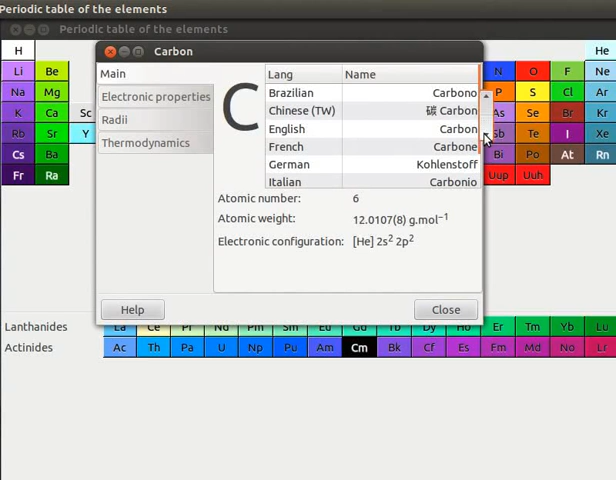 Periodic table of the elements
Periodic table of the elements
H He
Carbon
Li Be N O F Ne
Main
Lang Name
Na Mg P S Cl Ar
Electronic properties
Brazilian Carbono
C
K Ca Sc As Se Br Kr
Chinese (TW) 碳 Carbon
Radii
English Carbon
Rb Sr Y Sb Te I Xe
Thermodynamics
French Carbone
Cs Ba Bi Po At Rn
German Kohlenstoff
Fr Ra Uup Uuh
Italian Carbonio
Atomic number: 6
Atomic weight: 12.0107(8) g.mol⁻¹
Electronic configuration: [He] 2s² 2p²
Help Close
Lanthanides La Ce Pr Nd Pm Sm Eu Gd Tb Dy Ho Er Tm Yb Lu
Actinides Ac Th Pa U Np Pu Am Cm Bk Cf Es Fm Md No Lr